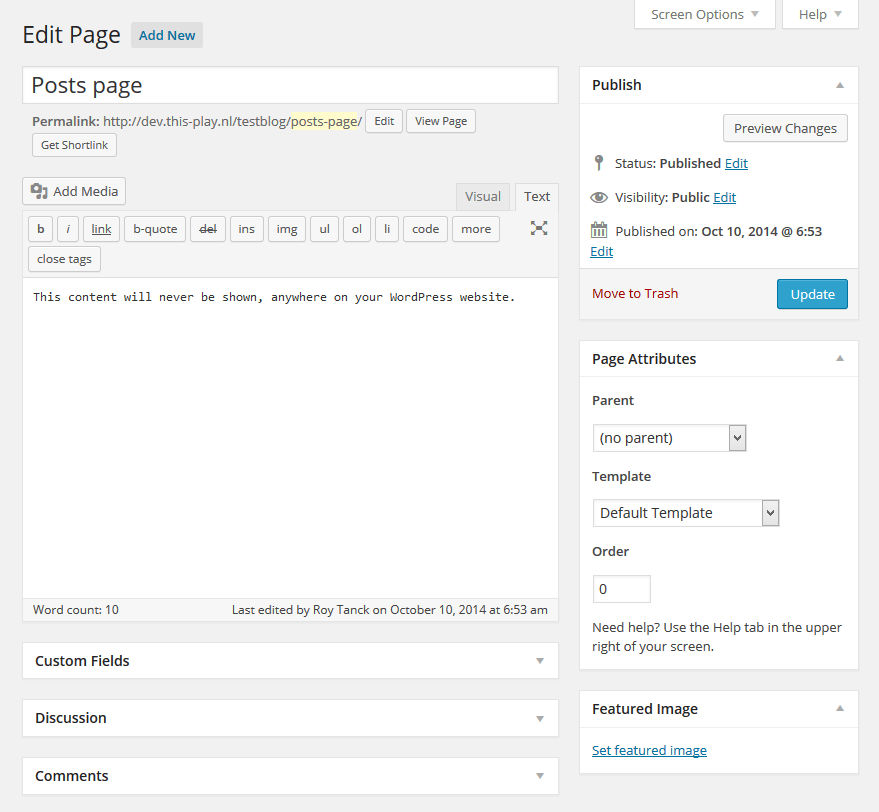 Screen Options Help
Edit Page Add New
Posts page
Permalink: http://dev.this-play.nl/testblog/posts-page/ Edit View Page
Get Shortlink
Add Media
Visual Text
b i link b-quote del ins img ul ol li code more
close tags
This content will never be shown, anywhere on your WordPress website.
Word count: 10 Last edited by Roy Tanck on October 10, 2014 at 6:53 am
Custom Fields
Discussion
Comments
Publish
Preview Changes
Status: Published Edit
Visibility: Public Edit
Published on: Oct 10, 2014 @ 6:53
Edit
Move to Trash Update
Page Attributes
Parent
(no parent)
Template
Default Template
Order
0
Need help? Use the Help tab in the upper
right of your screen.
Featured Image
Set featured image